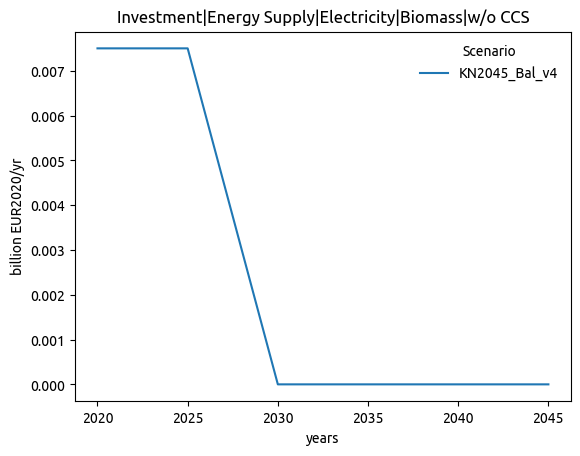 Investment|Energy Supply|Electricity|Biomass|w/o CCS
Scenario
KN2045_Bal_v4
billion EUR2020/yr
0.007
0.006
0.005
0.004
0.003
0.002
0.001
0.000
2020 2025 2030 2035 2040 2045
years